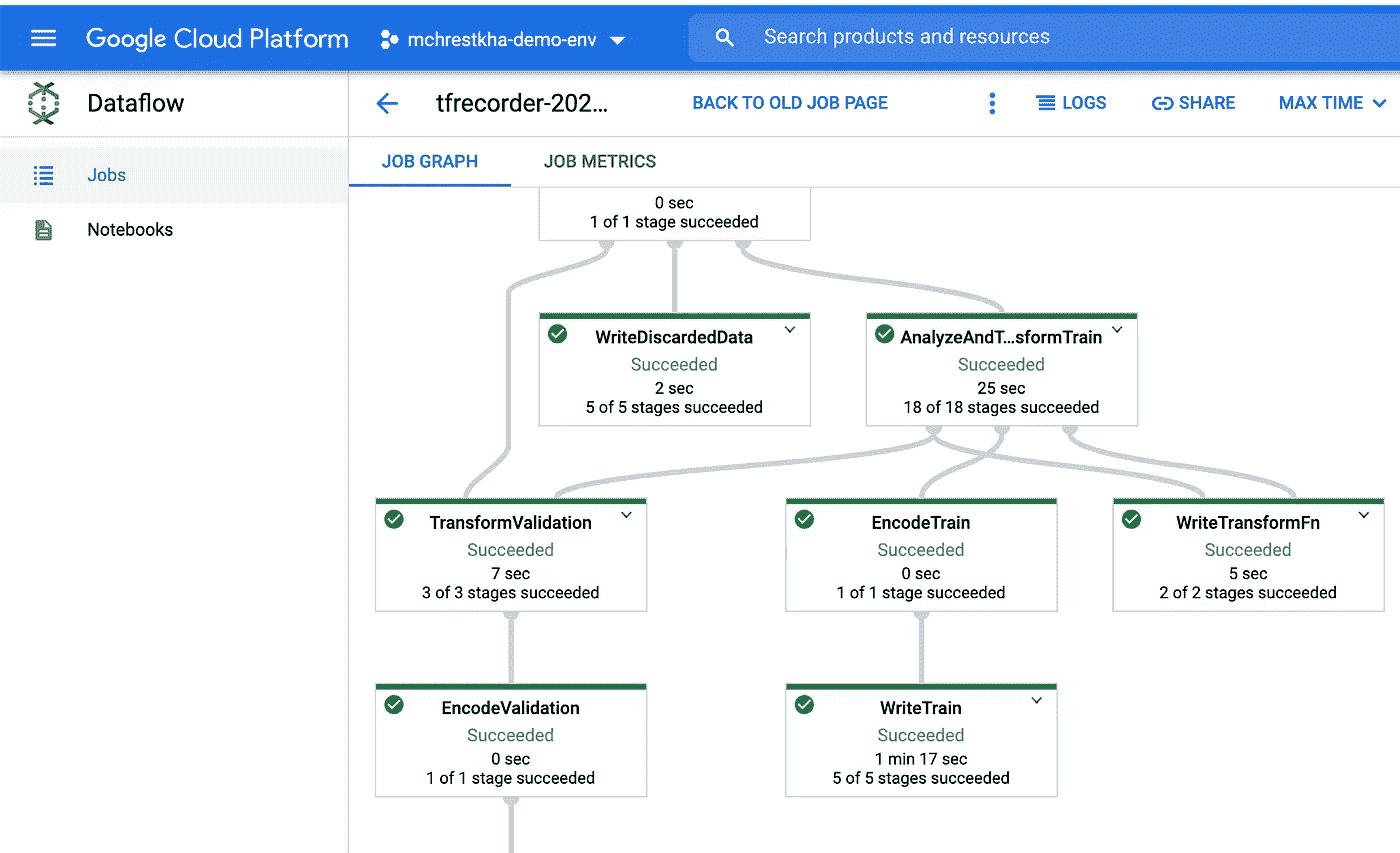 Google Cloud Platform
mchrestkha-demo-env
Search products and resources
Dataflow
tfrecorder-202...
BACK TO OLD JOB PAGE
LOGS
SHARE
MAX TIME
Jobs
Notebooks
JOB GRAPH
JOB METRICS
0 sec
1 of 1 stage succeeded
WriteDiscardedData
Succeeded
2 sec
5 of 5 stages succeeded
AnalyzeAndT...sformTrain
Succeeded
25 sec
18 of 18 stages succeeded
TransformValidation
Succeeded
7 sec
3 of 3 stages succeeded
EncodeTrain
Succeeded
0 sec
1 of 1 stage succeeded
WriteTransformFn
Succeeded
5 sec
2 of 2 stages succeeded
EncodeValidation
Succeeded
0 sec
1 of 1 stage succeeded
WriteTrain
Succeeded
1 min 17 sec
5 of 5 stages succeeded